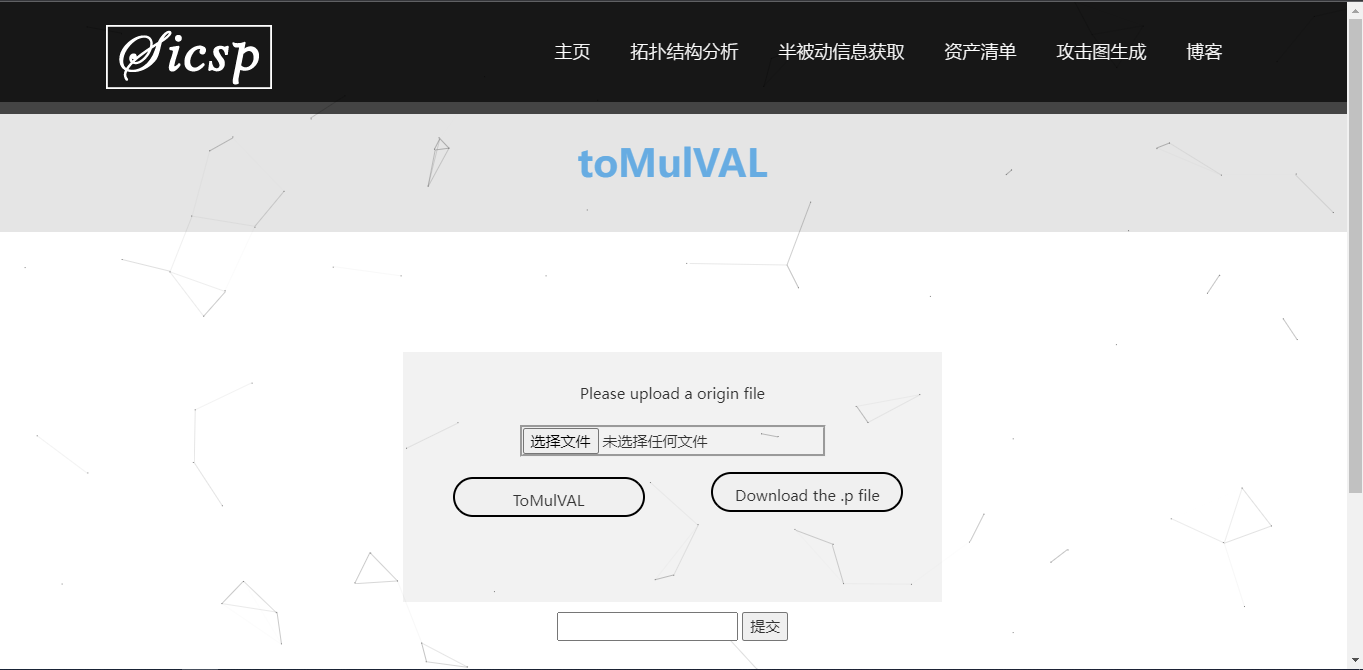 Sicsp
主页 拓扑结构分析 半被动信息获取 资产清单 攻击图生成 博客
toMulVAL
Please upload a origin file
选择文件 未选择任何文件
ToMulVAL Download the .p file
提交